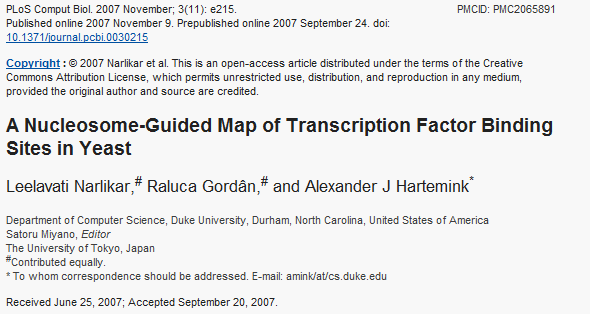 PLoS Comput Biol. 2007 November; 3(11): e215. PMCID: PMC2065891
Published online 2007 November 9. Prepublished online 2007 September 24. doi:
10.1371/journal.pcbi.0030215
Copyright : © 2007 Narlikar et al. This is an open-access article distributed under the terms of the Creative
Commons Attribution License, which permits unrestricted use, distribution, and reproduction in any medium,
provided the original author and source are credited.
A Nucleosome-Guided Map of Transcription Factor Binding
Sites in Yeast
Leelavati Narlikar,# Raluca Gordân,# and Alexander J Hartemink*
Department of Computer Science, Duke University, Durham, North Carolina, United States of America
Satoru Miyano, Editor
The University of Tokyo, Japan
#Contributed equally.
* To whom correspondence should be addressed. E-mail: amink/at/cs.duke.edu
Received June 25, 2007; Accepted September 20, 2007.